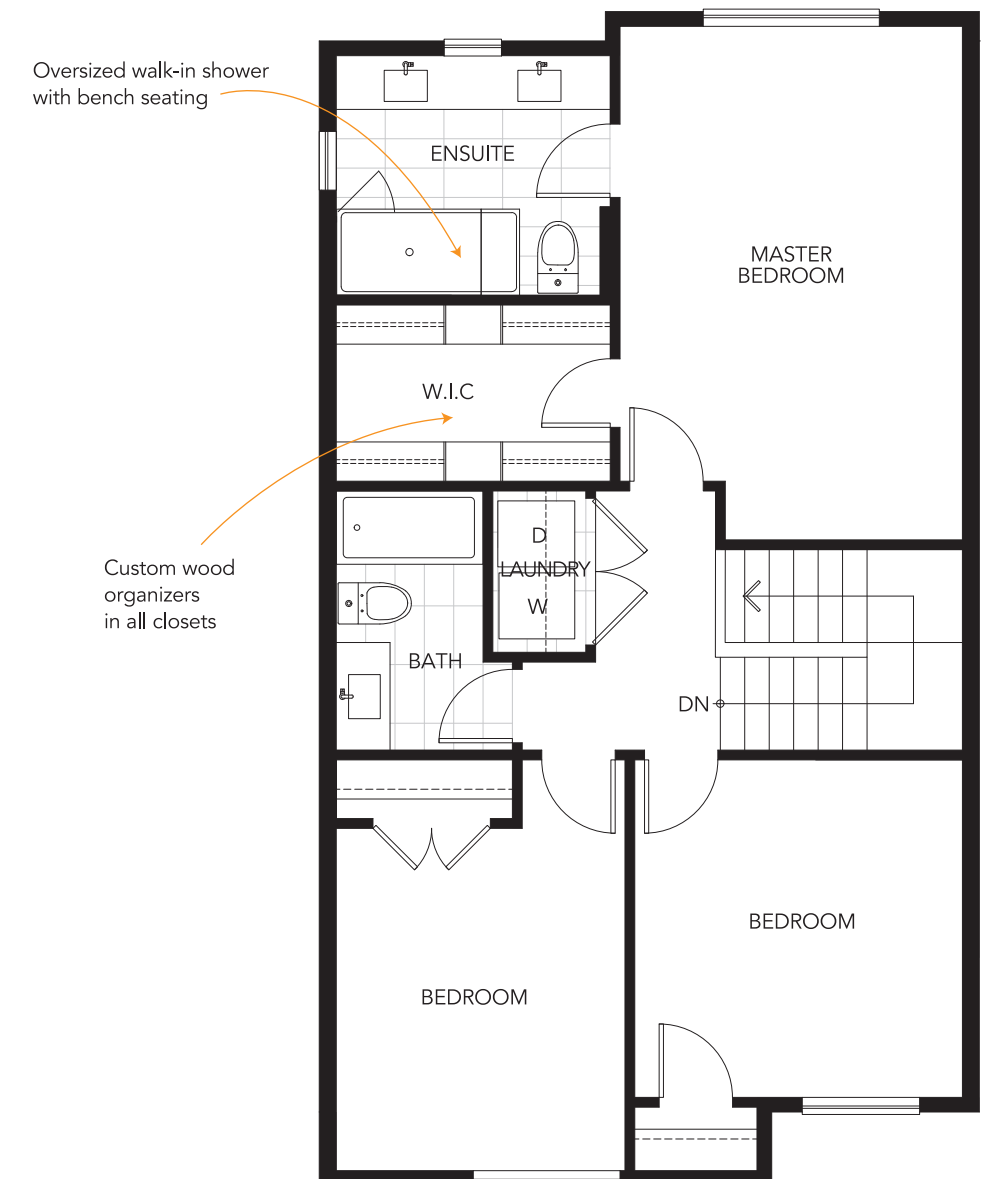 Oversized walk-in shower
with bench seating
ENSUITE
MASTER
BEDROOM
W.I.C
Custom wood
organizers
in all closets
D
LAUNDRY
W
BATH
DN
BEDROOM
BEDROOM